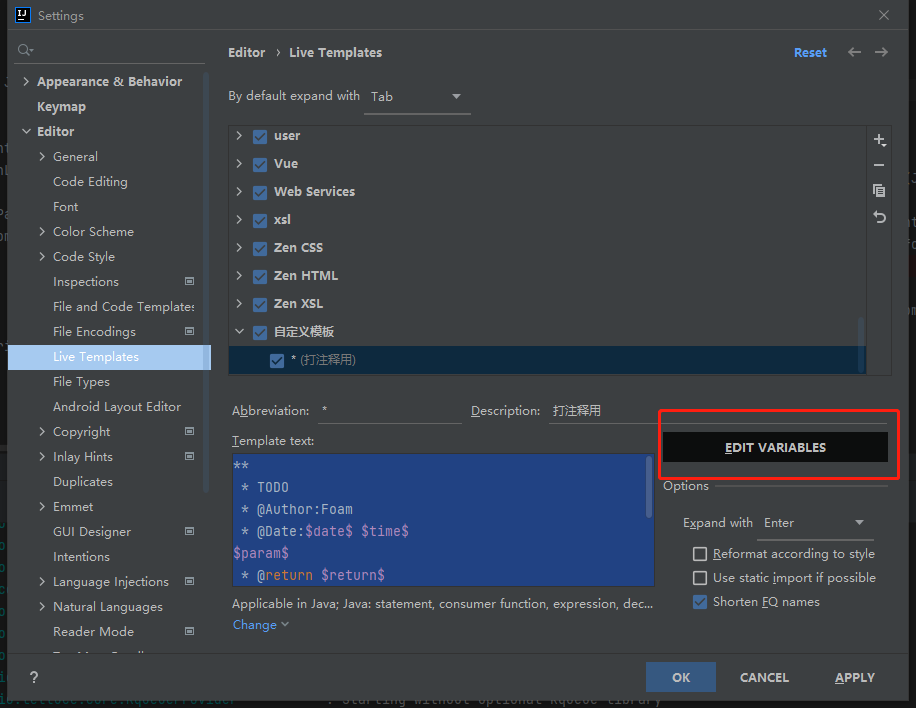 Settings
Editor › Live Templates
Reset
By default expand with Tab
Appearance & Behavior
Keymap
Editor
General
Code Editing
Font
Color Scheme
Code Style
Inspections
File and Code Templates
File Encodings
Live Templates
File Types
Android Layout Editor
Copyright
Inlay Hints
Duplicates
Emmet
GUI Designer
Intentions
Language Injections
Natural Languages
Reader Mode
user
Vue
Web Services
xsl
Zen CSS
Zen HTML
Zen XSL
自定义模板
* (打注释用)
Abbreviation: *
Description: 打注释用
Template text:
**
* TODO
* @Author:Foam
* @Date:$date$ $time$
$param$
* @return $return$
EDIT VARIABLES
Options
Expand with Enter
Reformat according to style
Use static import if possible
Shorten FQ names
Applicable in Java; Java: statement, consumer function, expression, dec...
Change
?
OK
CANCEL
APPLY